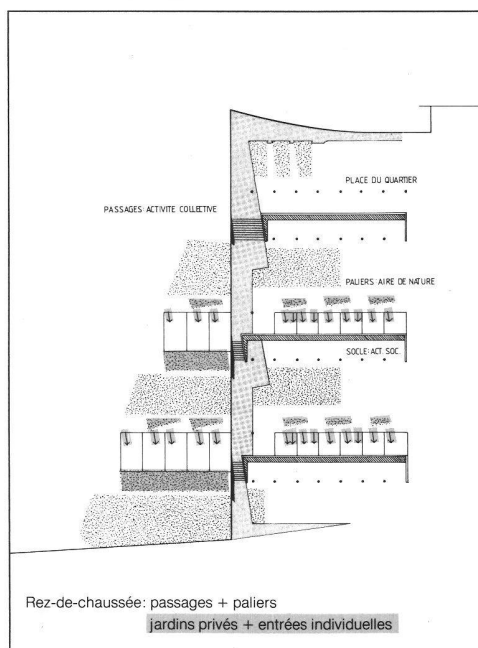 PLACE DU QUARTIER
PASSAGES: ACTIVITE COLLECTIVE
PALIERS: AIRE DE NATURE
SOCLE: ACT. SOC.
Rez-de-chaussée: passages + paliers
jardins privés + entrées individuelles